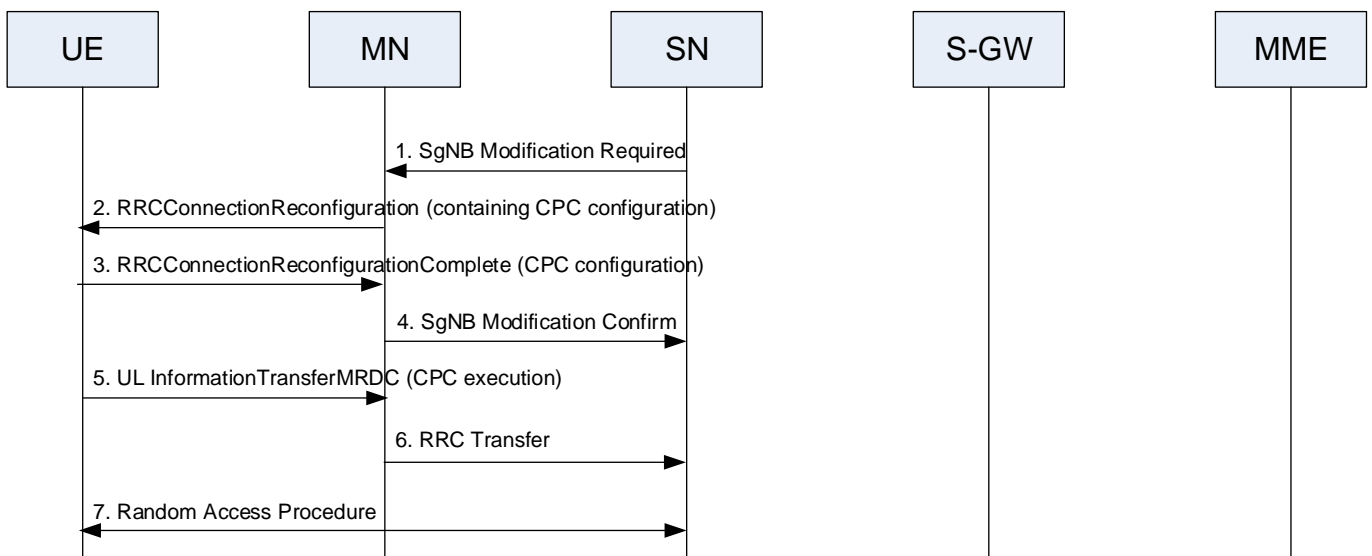 UE
MN
SN
S-GW
MME
1. SgNB Modification Required
2. RRCConnectionReconfiguration (containing CPC configuration)
3. RRCConnectionReconfigurationComplete (CPC configuration)
4. SgNB Modification Confirm
5. UL InformationTransferMRDC (CPC execution)
6. RRC Transfer
7. Random Access Procedure